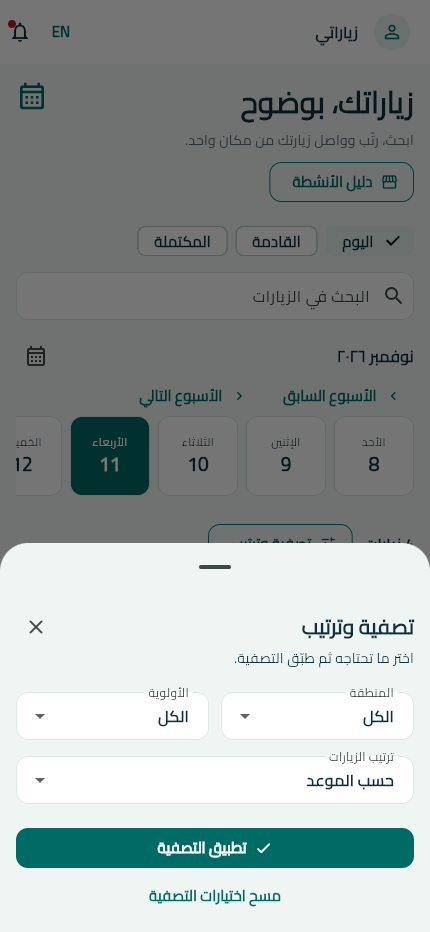 زياراتي
EN
زياراتك، بوضوح
ابحث، رتّب وواصل زيارتك من مكان واحد.
دليل الأنشطة
اليوم
القادمة
المكتملة
البحث في الزيارات
نوفمبر ٢٠٢٦
الأسبوع السابق
الأسبوع التالي
الأحد
8
الإثنين
9
الثلاثاء
10
الأربعاء
11
12
تصفية وترتيب
اختر ما تحتاجه ثم طبّق التصفية.
المنطقة
الكل
الأولوية
الكل
ترتيب الزيارات
حسب الموعد
تطبيق التصفية
مسح اختيارات التصفية